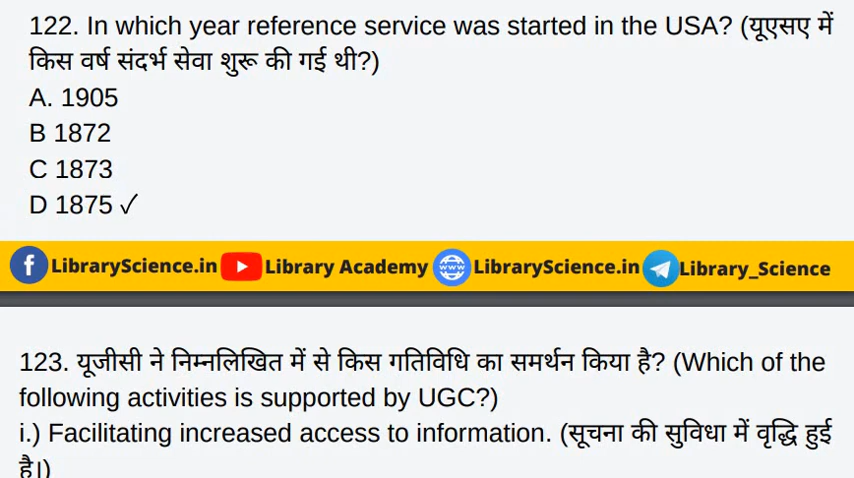 122. In which year reference service was started in the USA? (यूएसए में
किस वर्ष संदर्भ सेवा शुरू की गई थी?)
A. 1905
B 1872
C 1873
D 1875 ✓
f LibraryScience.in Library Academy www LibraryScience.in Library_Science
123. यूजीसी ने निम्नलिखित में से किस गतिविधि का समर्थन किया है? (Which of the
following activities is supported by UGC?)
i.) Facilitating increased access to information. (सूचना की सुविधा में वृद्धि हुई
है।)